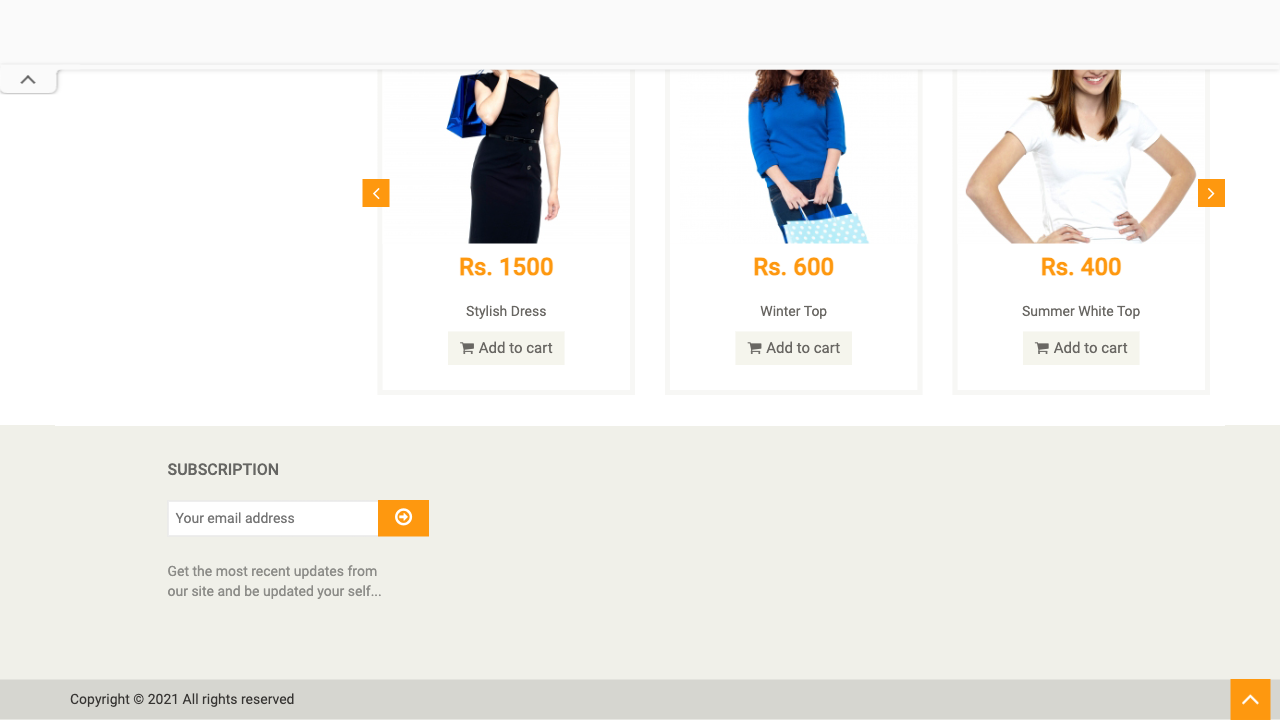 Rs. 1500
Rs. 600
Rs. 400
Stylish Dress
Winter Top
Summer White Top
Add to cart
Add to cart
Add to cart
SUBSCRIPTION
Your email address
Get the most recent updates from
our site and be updated your self...
Copyright © 2021 All rights reserved